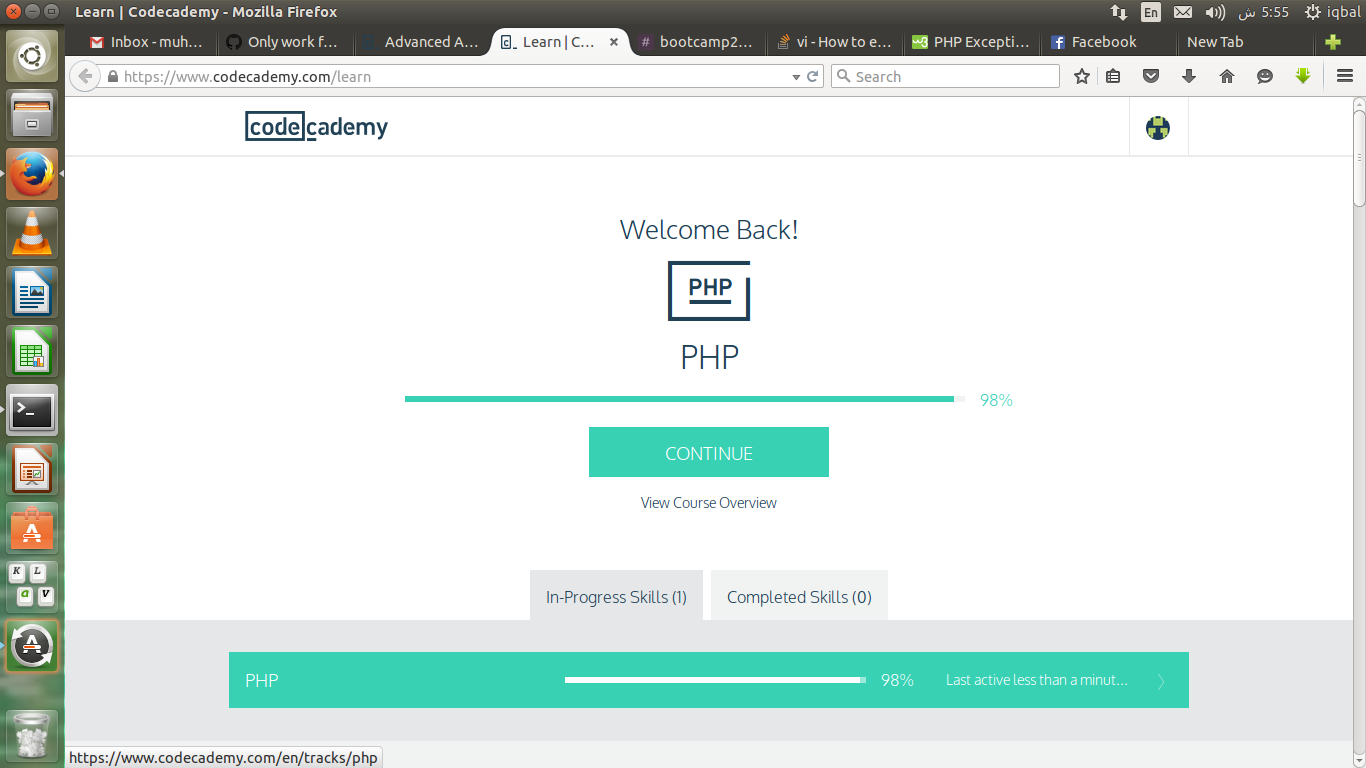 Learn | Codecademy - Mozilla Firefox
En
5:55 ش
iqbal
Inbox - muh...
Only work f...
Advanced A...
Learn | C...
bootcamp2...
vi - How to e...
PHP Excepti...
Facebook
New Tab
https://www.codecademy.com/learn
Search
codecademy
Welcome Back!
PHP
PHP
98%
CONTINUE
View Course Overview
In-Progress Skills (1)
Completed Skills (0)
PHP
98%
Last active less than a minut...
K
L
a
V
https://www.codecademy.com/en/tracks/php